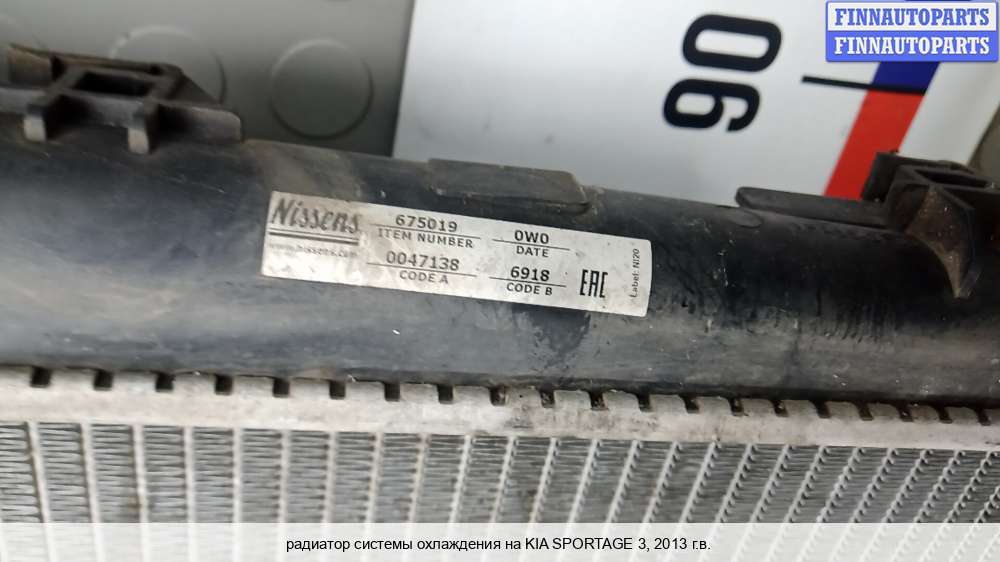 FINNAUTOPARTS
FINNAUTOPARTS
90
Nissens
www.nissens.com
675019
ITEM NUMBER
0W0
DATE
0047138
CODE A
6918
CODE B
EAC
Label: NI20
радиатор системы охлаждения на KIA SPORTAGE 3, 2013 г.в.